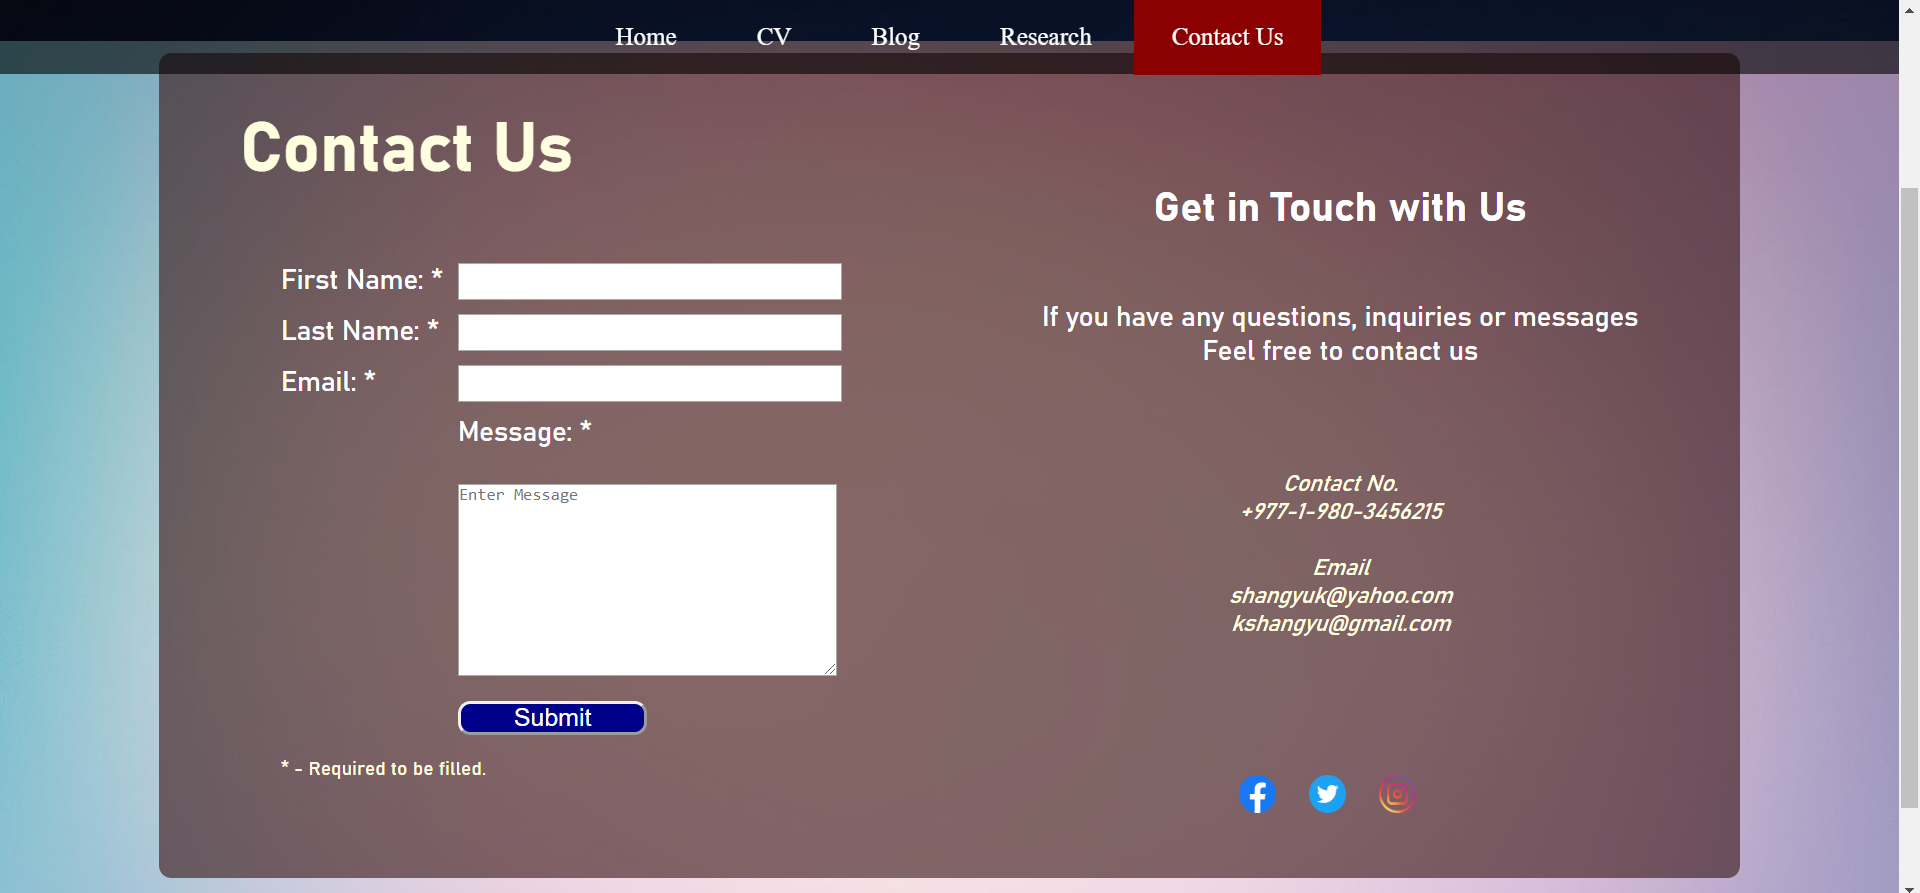 Home
CV
Blog
Research
Contact Us
Contact Us
First Name: *
Last Name: *
Email: *
Message: *
Enter Message
Submit
* - Required to be filled.
Get in Touch with Us
If you have any questions, inquiries or messages
Feel free to contact us
Contact No.
+977-1-980-3456215
Email
shangyuk@yahoo.com
kshangyu@gmail.com